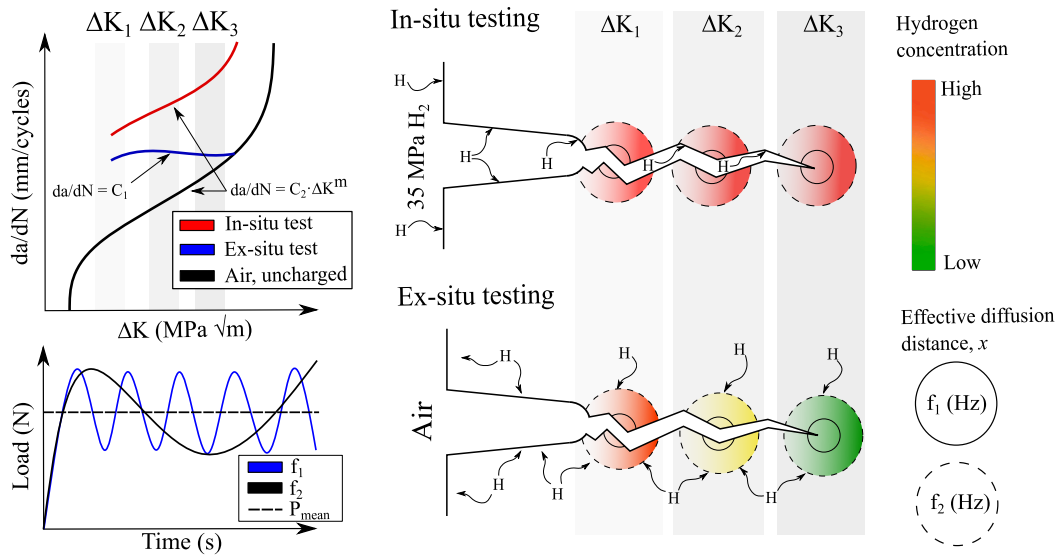 ΔK₁ ΔK₂ ΔK₃
da/dN (mm/cycles)
da/dN = C₁
da/dN = C₂·ΔKᵐ
In-situ test
Ex-situ test
Air, uncharged
ΔK (MPa √m)
Load (N)
f₁
f₂
Pmean
Time (s)
In-situ testing
ΔK₁ ΔK₂ ΔK₃
H
35 MPa H₂
H
H
H
H
H
H
Ex-situ testing
Air
H
H
H
H
H
H
H
H
H
Hydrogen
concentration
High
Low
Effective diffusion
distance, x
f₁ (Hz)
f₂ (Hz)